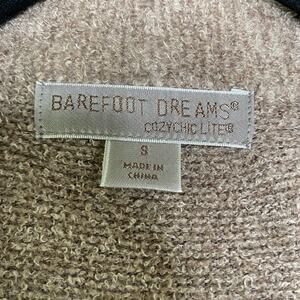 BAREFOOT DREAMS®
COZYCHIC LITE®
S
MADE IN
CHINA